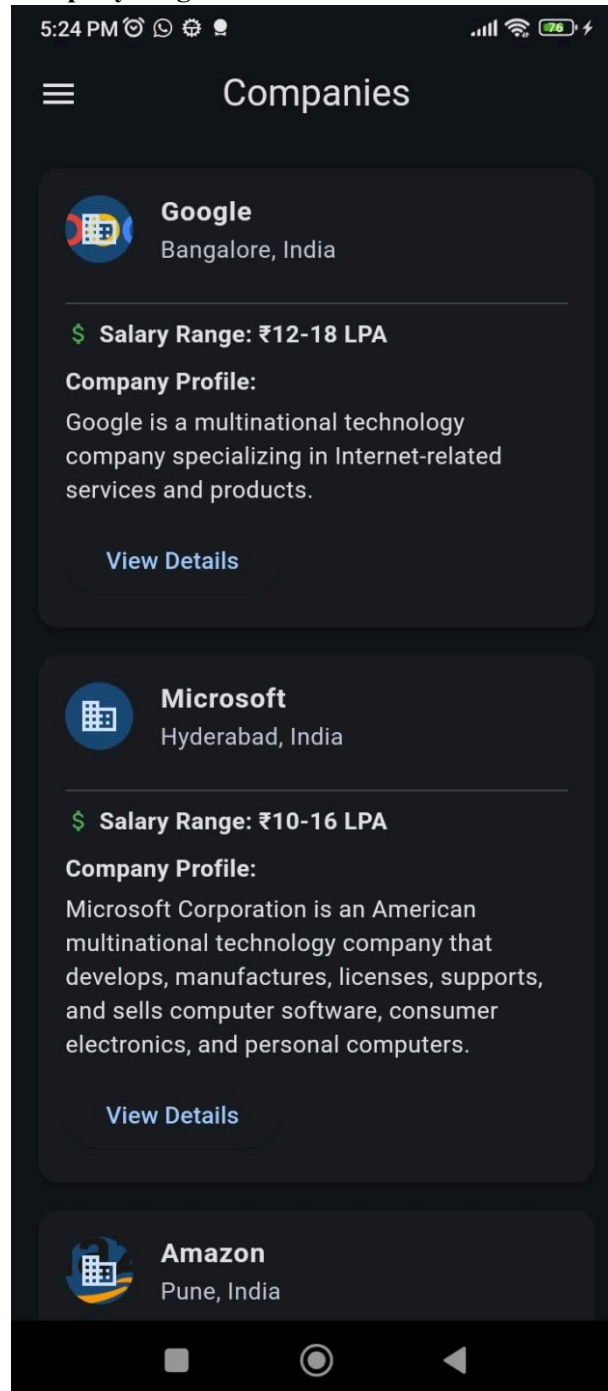 5:24 PM
76
Companies
Google
Bangalore, India
$ Salary Range: ₹12-18 LPA
Company Profile:
Google is a multinational technology
company specializing in Internet-related
services and products.
View Details
Microsoft
Hyderabad, India
$ Salary Range: ₹10-16 LPA
Company Profile:
Microsoft Corporation is an American
multinational technology company that
develops, manufactures, licenses, supports,
and sells computer software, consumer
electronics, and personal computers.
View Details
Amazon
Pune, India